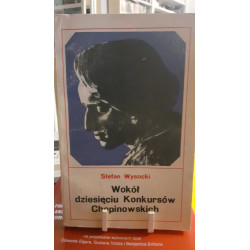 Stefan Wysocki
Wokół
dziesięciu Konkursów
Chopinowskich